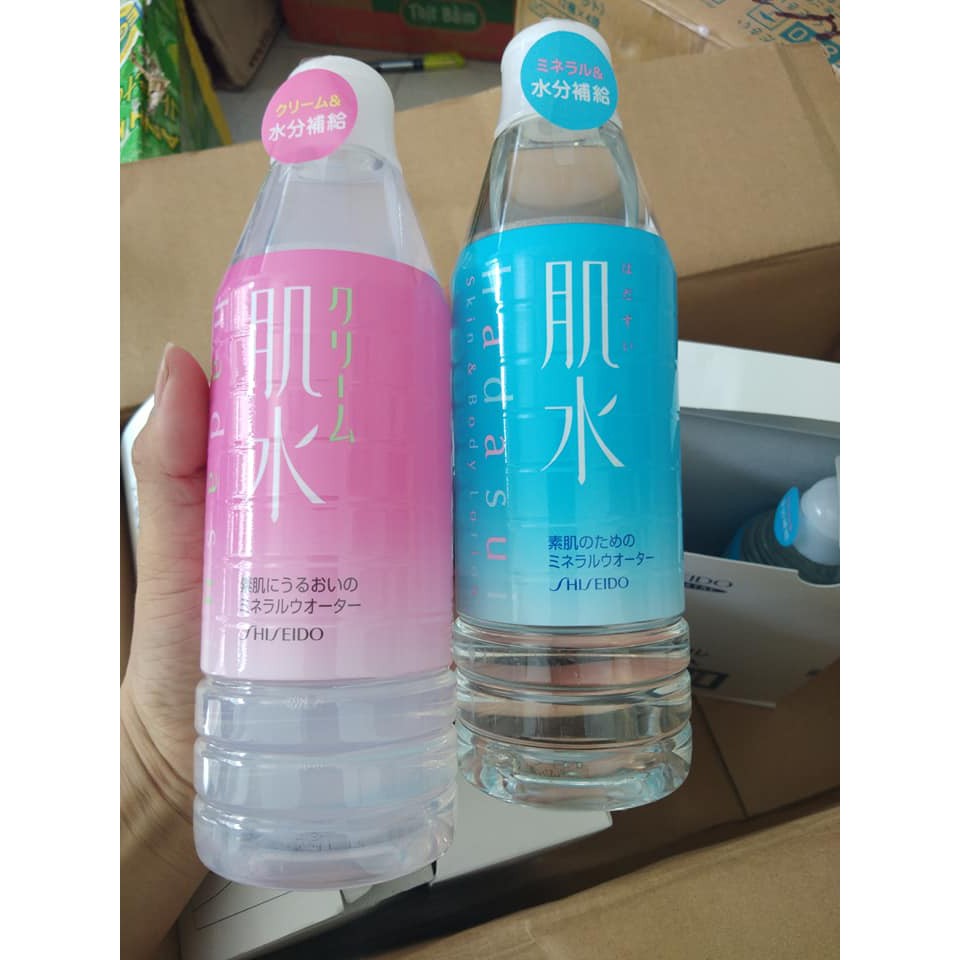 Thịt Bằm
クリーム&
水分補給
クリーム
肌水
素肌にうるおいの
ミネラルウオーター
SHISEIDO
ミネラル&
水分補給
はだすい
肌水
hadasui
Skin & Body Lotion
素肌のための
ミネラルウオーター
SHISEIDO